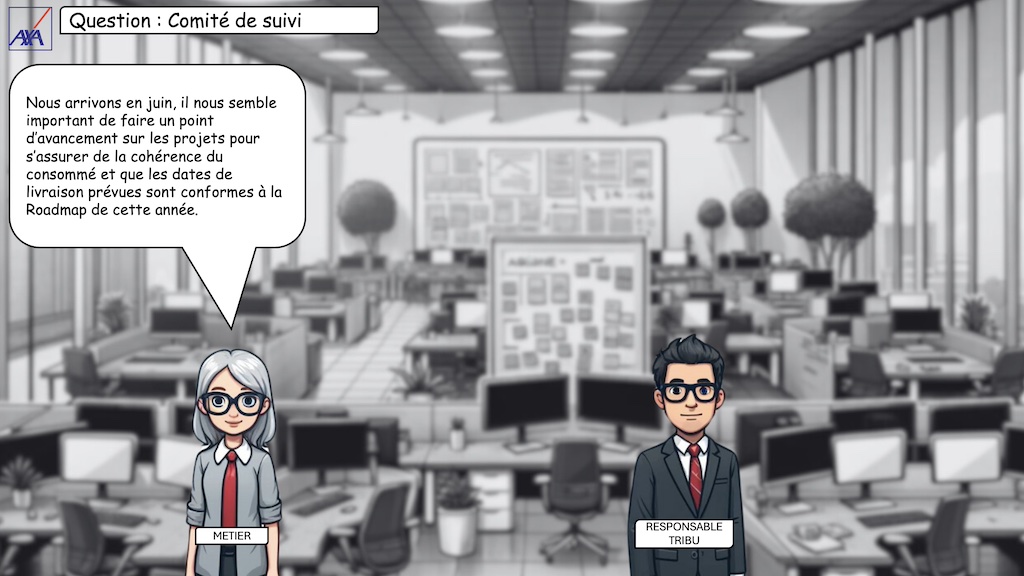 AXA
Question : Comité de suivi
Nous arrivons en juin, il nous semble
important de faire un point
d’avancement sur les projets pour
s’assurer de la cohérence du
consommé et que les dates de
livraison prévues sont conformes à la
Roadmap de cette année.
METIER
RESPONSABLE
TRIBU